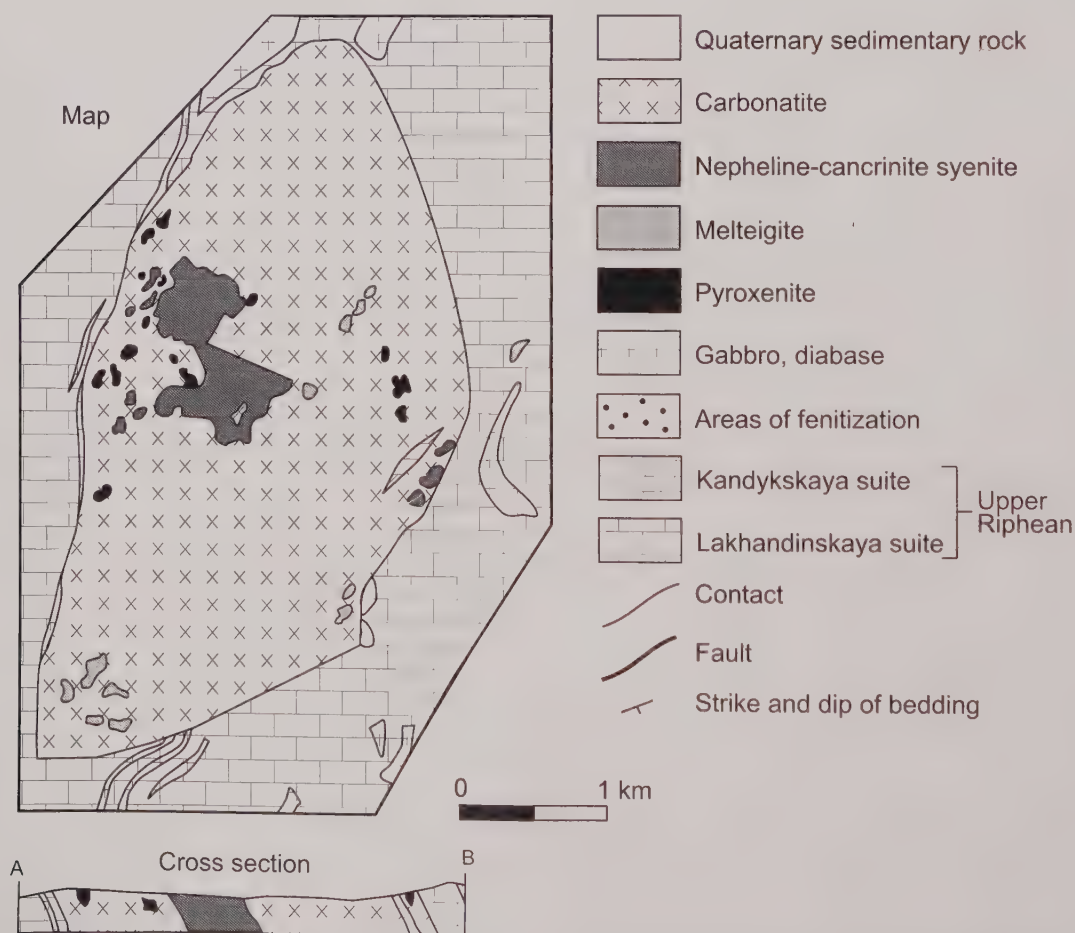 Map
Quaternary sedimentary rock
Carbonatite
Nepheline-cancrinite syenite
Melteigite
Pyroxenite
Gabbro, diabase
Areas of fenitization
Kandykskaya suite
Lakhandinskaya suite
Upper
Riphean
Contact
Fault
Strike and dip of bedding
0 1 km
Cross section
A B